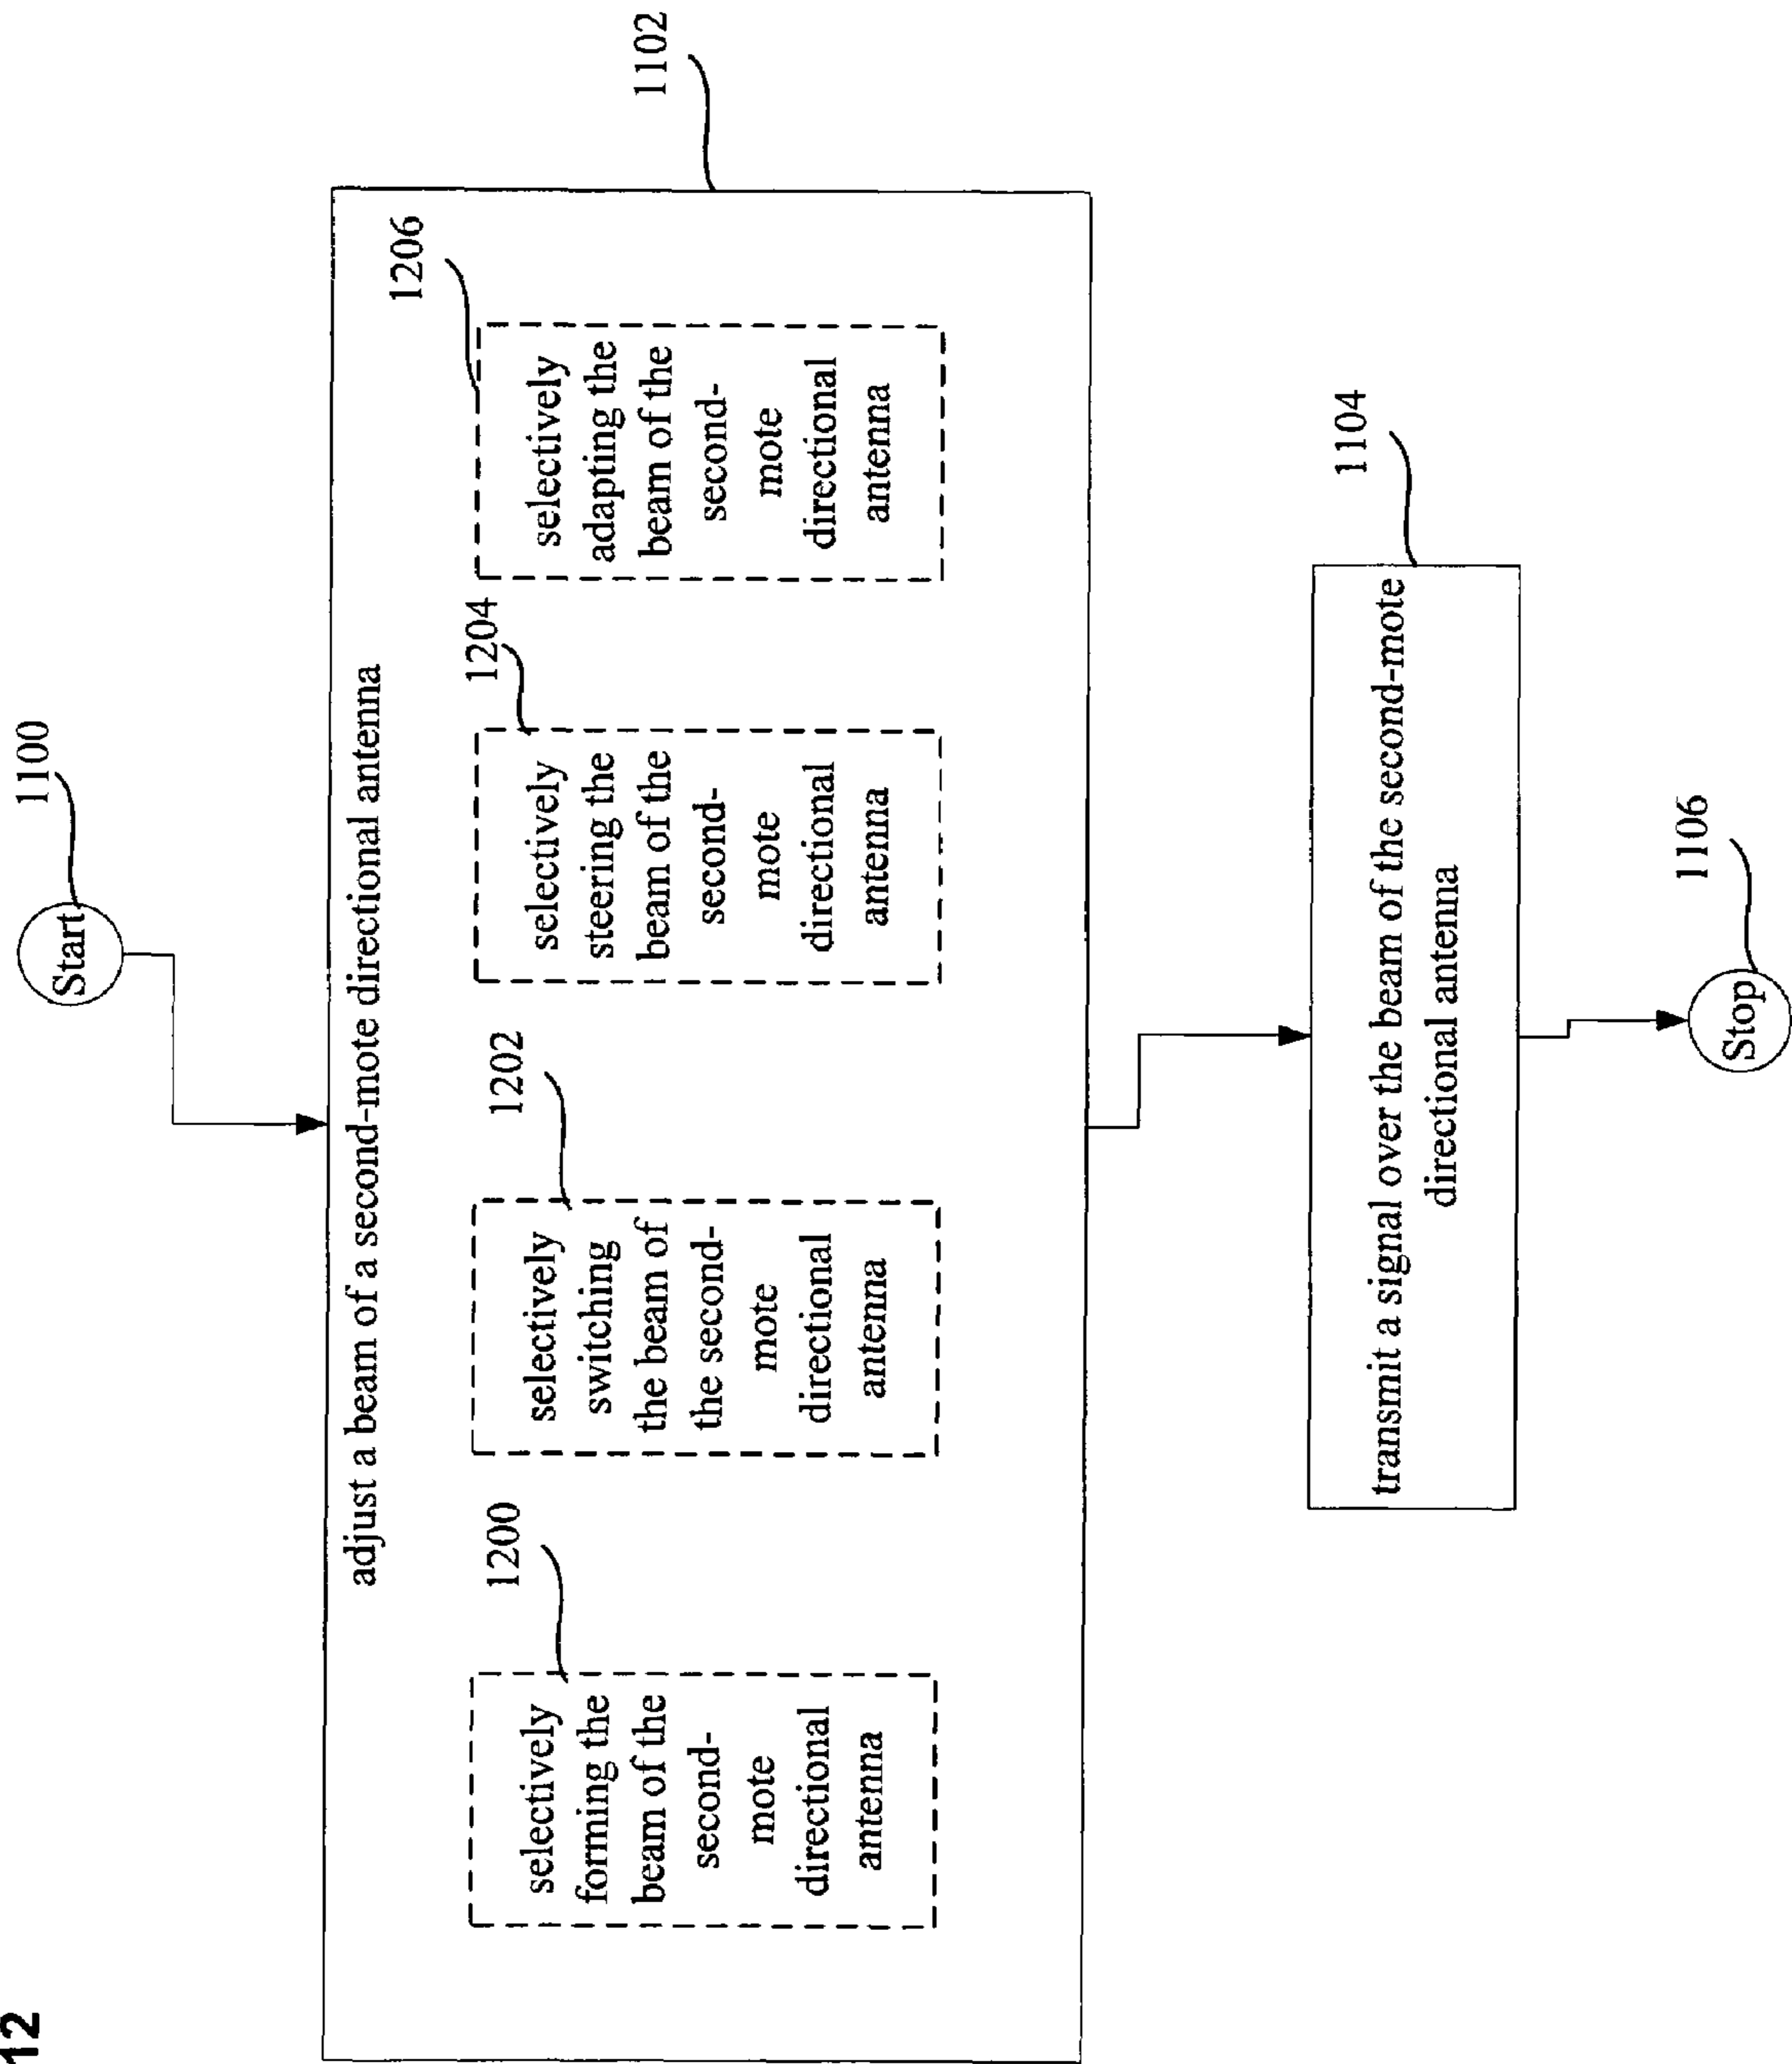 12
1100
Start
1102
adjust a beam of a second-mote directional antenna
1200
selectively
forming the
beam of the
second-
mote
directional
antenna
1202
selectively
switching
the beam of
the second-
mote
directional
antenna
1204
selectively
steering the
beam of the
second-
mote
directional
antenna
1206
selectively
adapting the
beam of the
second-
mote
directional
antenna
1104
transmit a signal over the beam of the second-mote
directional antenna
1106
Stop